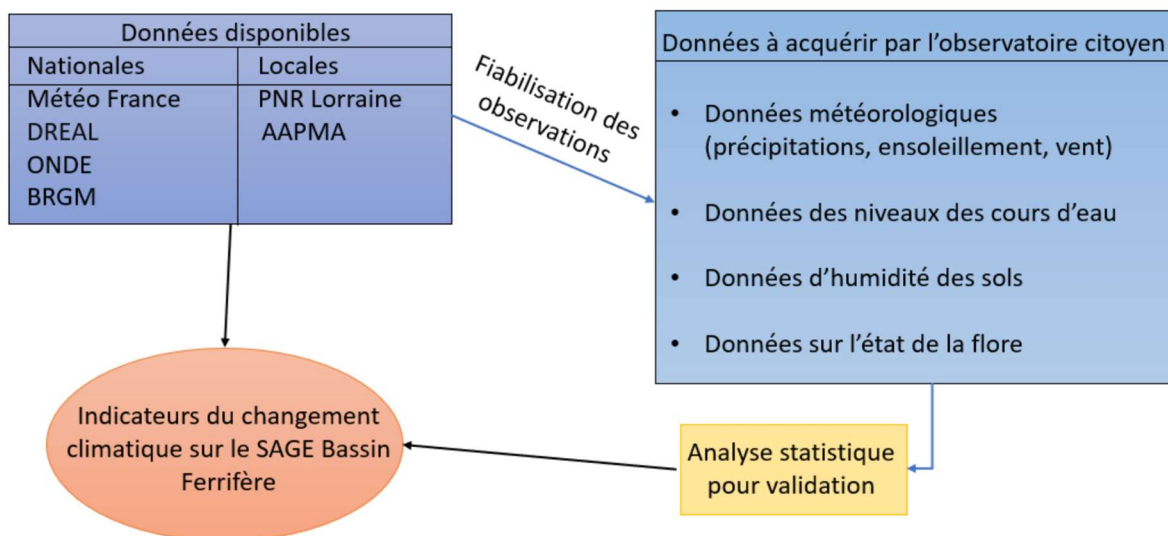 Données disponibles
Nationales
Locales
Météo France
PNR Lorraine
DREAL
AAPMA
ONDE
BRGM
Fiabilisation des
observations
Données à acquérir par l’observatoire citoyen
• Données météorologiques
(précipitations, ensoleillement, vent)
• Données des niveaux des cours d’eau
• Données d’humidité des sols
• Données sur l’état de la flore
Analyse statistique
pour validation
Indicateurs du changement
climatique sur le SAGE Bassin
Ferrifère